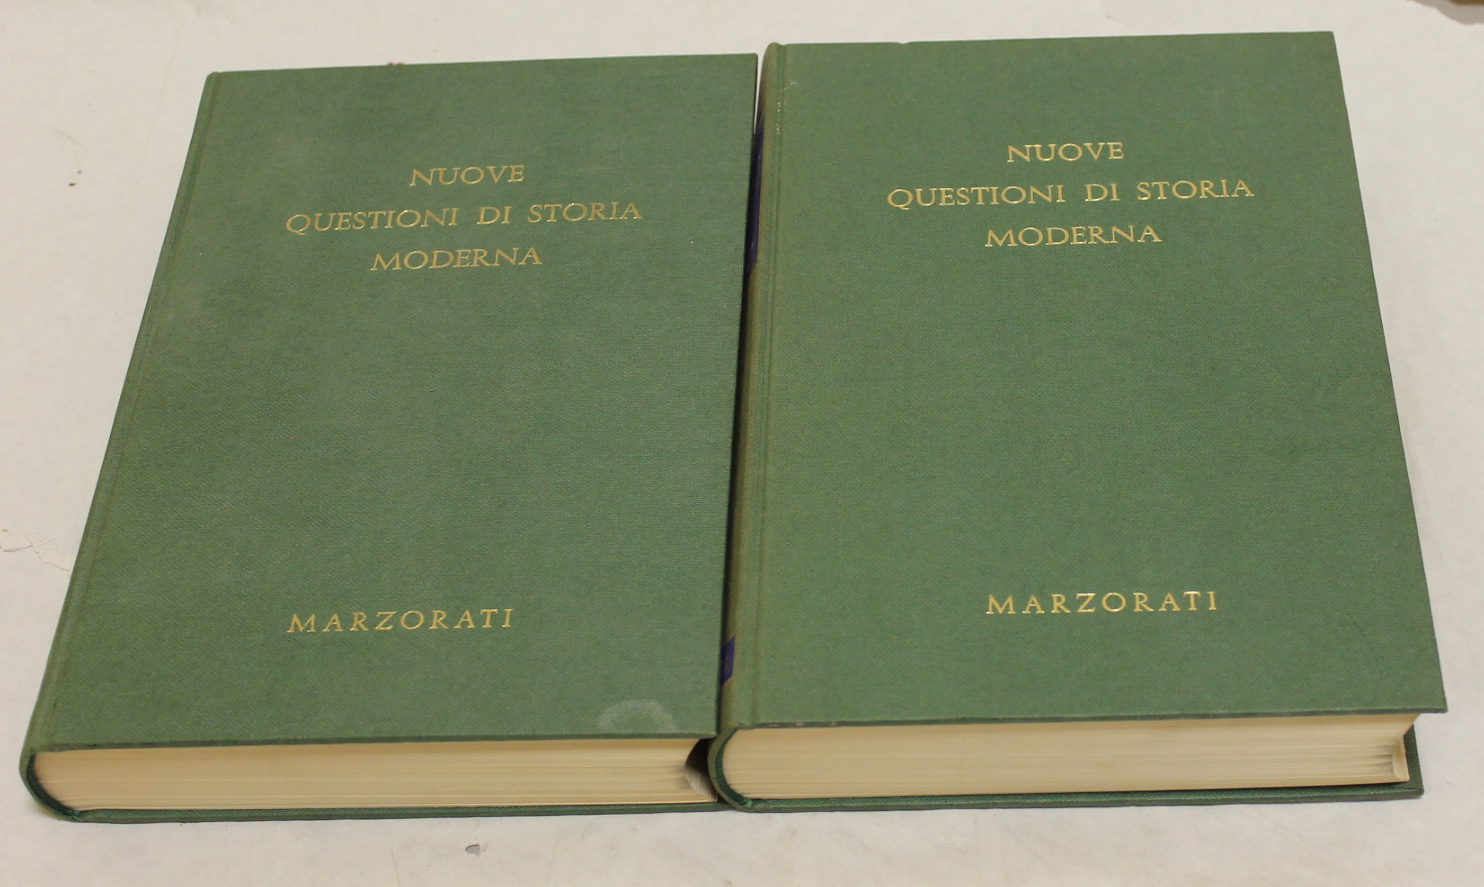 NUOVE
QUESTIONI DI STORIA
MODERNA
MARZORATI
NUOVE
QUESTIONI DI STORIA
MODERNA
MARZORATI